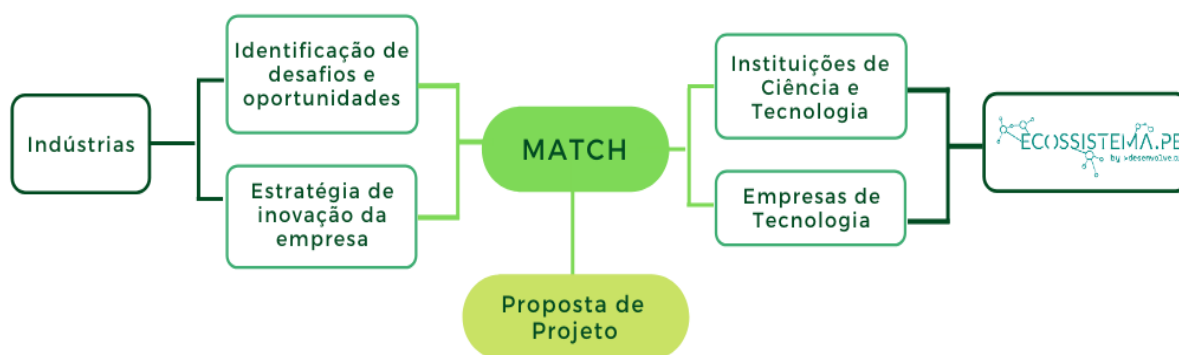 Indústrias
Identificação de
desafios e
oportunidades
Estratégia de
inovação da
empresa
MATCH
Proposta de
Projeto
Instituições de
Ciência e
Tecnologia
Empresas de
Tecnologia
ECOSSISTEMA.PE
by